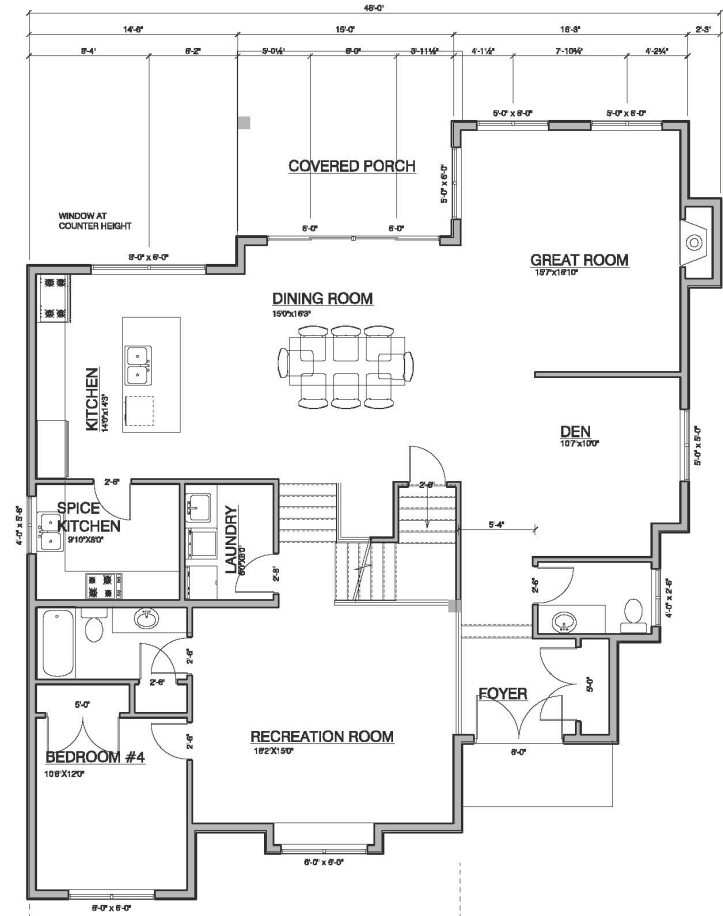 48'-0"
14'-6" 15'-0" 16'-3" 2'-3"
8'-4" 6'-2" 5'-0½" 6'-0" 3'-11½" 4'-1½" 7'-10¼" 4'-2¼"
5'-0" x 6'-0" 5'-0" x 6'-0"
COVERED PORCH
5'-0" x 6'-0"
WINDOW AT
COUNTER HEIGHT
6'-0" 6'-0"
8'-0" x 6'-0"
GREAT ROOM
15'7"x16'10"
DINING ROOM
15'0"x16'3"
KITCHEN
14'6"x14'3"
DEN
10'7"x10'0"
5'-0" x 5'-0"
2'-8"
2'-8"
SPICE
KITCHEN
9'10"X8'0"
4'-0" x 5'-6"
LAUNDRY
2'-8"
5'-4"
2'-6"
4'-0" x 2'-6"
2'-6"
2'-6"
5'-0"
2'-6"
FOYER
5'-0"
6'-0"
BEDROOM #4
10'6"X12'0"
RECREATION ROOM
18'2"X15'0"
6'-0" x 6'-0"
8'-0" x 6'-0"